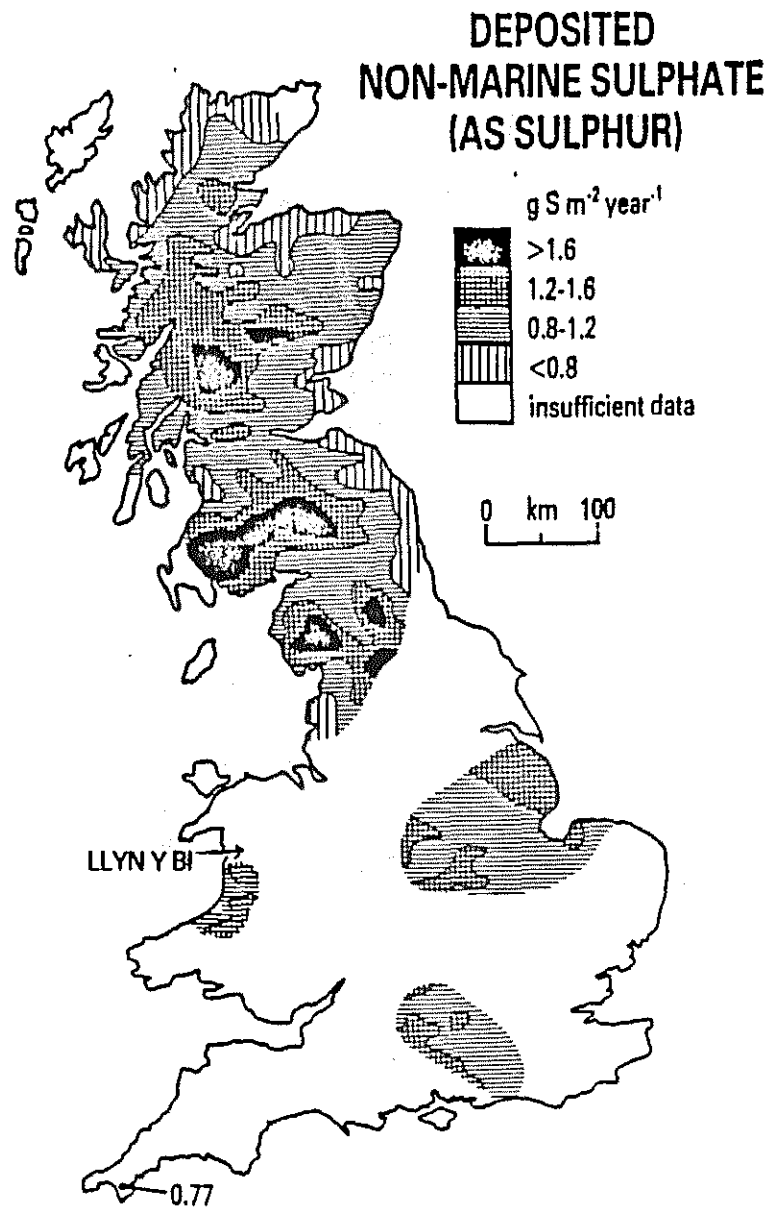 DEPOSITED
NON-MARINE SULPHATE
(AS SULPHUR)
g S m⁻² year⁻¹
>1.6
1.2-1.6
0.8-1.2
<0.8
insufficient data
0 km 100
LLYN Y BI
0.77